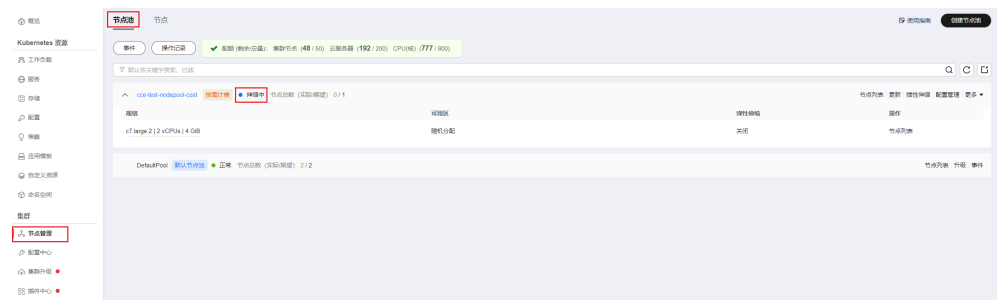 概览
Kubernetes 资源
工作负载
服务
存储
配置
策略
应用模板
自定义资源
命名空间
集群
节点管理
配置中心
集群升级
插件中心
节点池 节点
使用指南 创建节点池
事件 操作记录 配额 (剩余/总量): 集群节点 (48 / 50) 云服务器 (192 / 200) CPU(核) (777 / 800)
默认按关键字搜索、过滤
cce-test-nodepool-cost 按需计费 伸缩中 节点总数 (实际/期望) 0 / 1 节点列表 更新 弹性伸缩 配置管理 更多
规格 可用区 弹性伸缩 操作
c7.large.2 | 2 vCPUs | 4 GiB 随机分配 关闭 节点列表
DefaultPool 默认节点池 正常 节点总数 (实际/期望) 2 / 2 节点列表 升级 事件